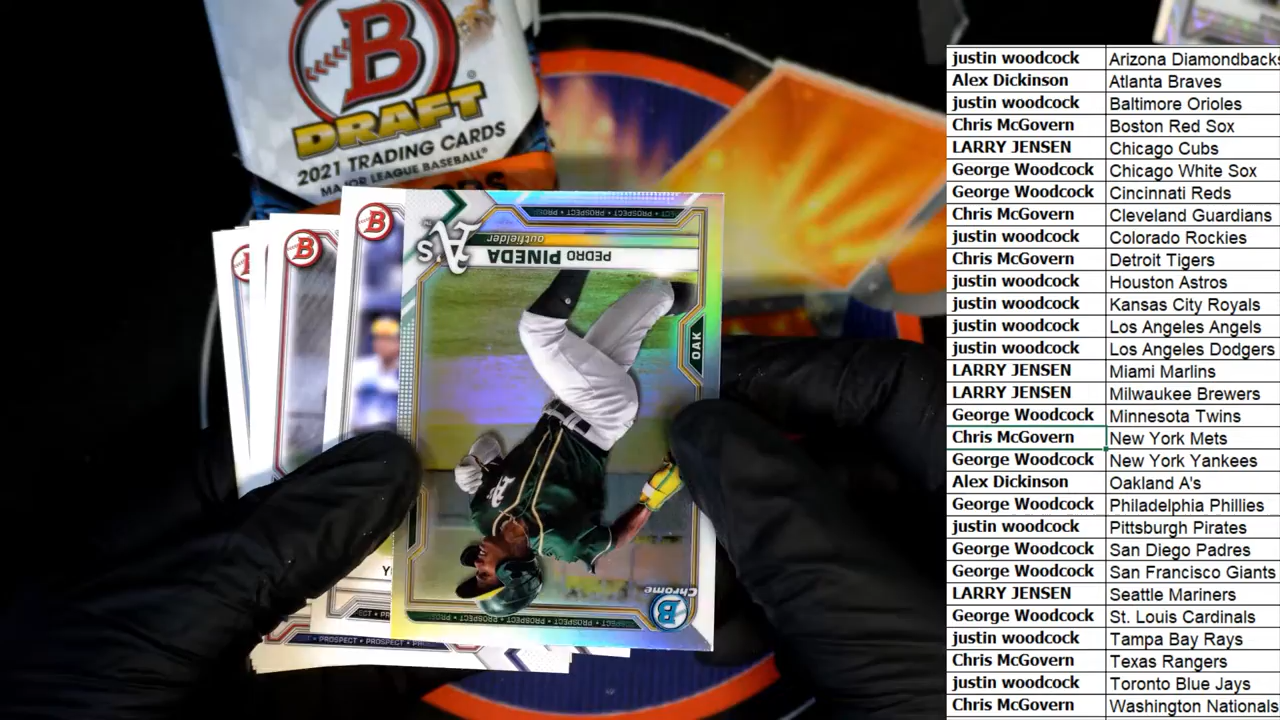 B
DRAFT
2021 TRADING CARDS
MAJOR LEAGUE BASEBALL®
B
B
PROSPECT • PROSPECT
A's
outfielder
PEDRO PINEDA
OAK
A's
Chrome
B
PROSPECT • PROSPECT • PROSPECT • PROSPECT
PROSPECT • PROSPECT
justin woodcock Arizona Diamondbacks
Alex Dickinson Atlanta Braves
justin woodcock Baltimore Orioles
Chris McGovern Boston Red Sox
LARRY JENSEN Chicago Cubs
George Woodcock Chicago White Sox
George Woodcock Cincinnati Reds
Chris McGovern Cleveland Guardians
justin woodcock Colorado Rockies
Chris McGovern Detroit Tigers
justin woodcock Houston Astros
justin woodcock Kansas City Royals
justin woodcock Los Angeles Angels
justin woodcock Los Angeles Dodgers
LARRY JENSEN Miami Marlins
LARRY JENSEN Milwaukee Brewers
George Woodcock Minnesota Twins
Chris McGovern New York Mets
George Woodcock New York Yankees
Alex Dickinson Oakland A's
George Woodcock Philadelphia Phillies
justin woodcock Pittsburgh Pirates
George Woodcock San Diego Padres
George Woodcock San Francisco Giants
LARRY JENSEN Seattle Mariners
George Woodcock St. Louis Cardinals
justin woodcock Tampa Bay Rays
Chris McGovern Texas Rangers
justin woodcock Toronto Blue Jays
Chris McGovern Washington Nationals